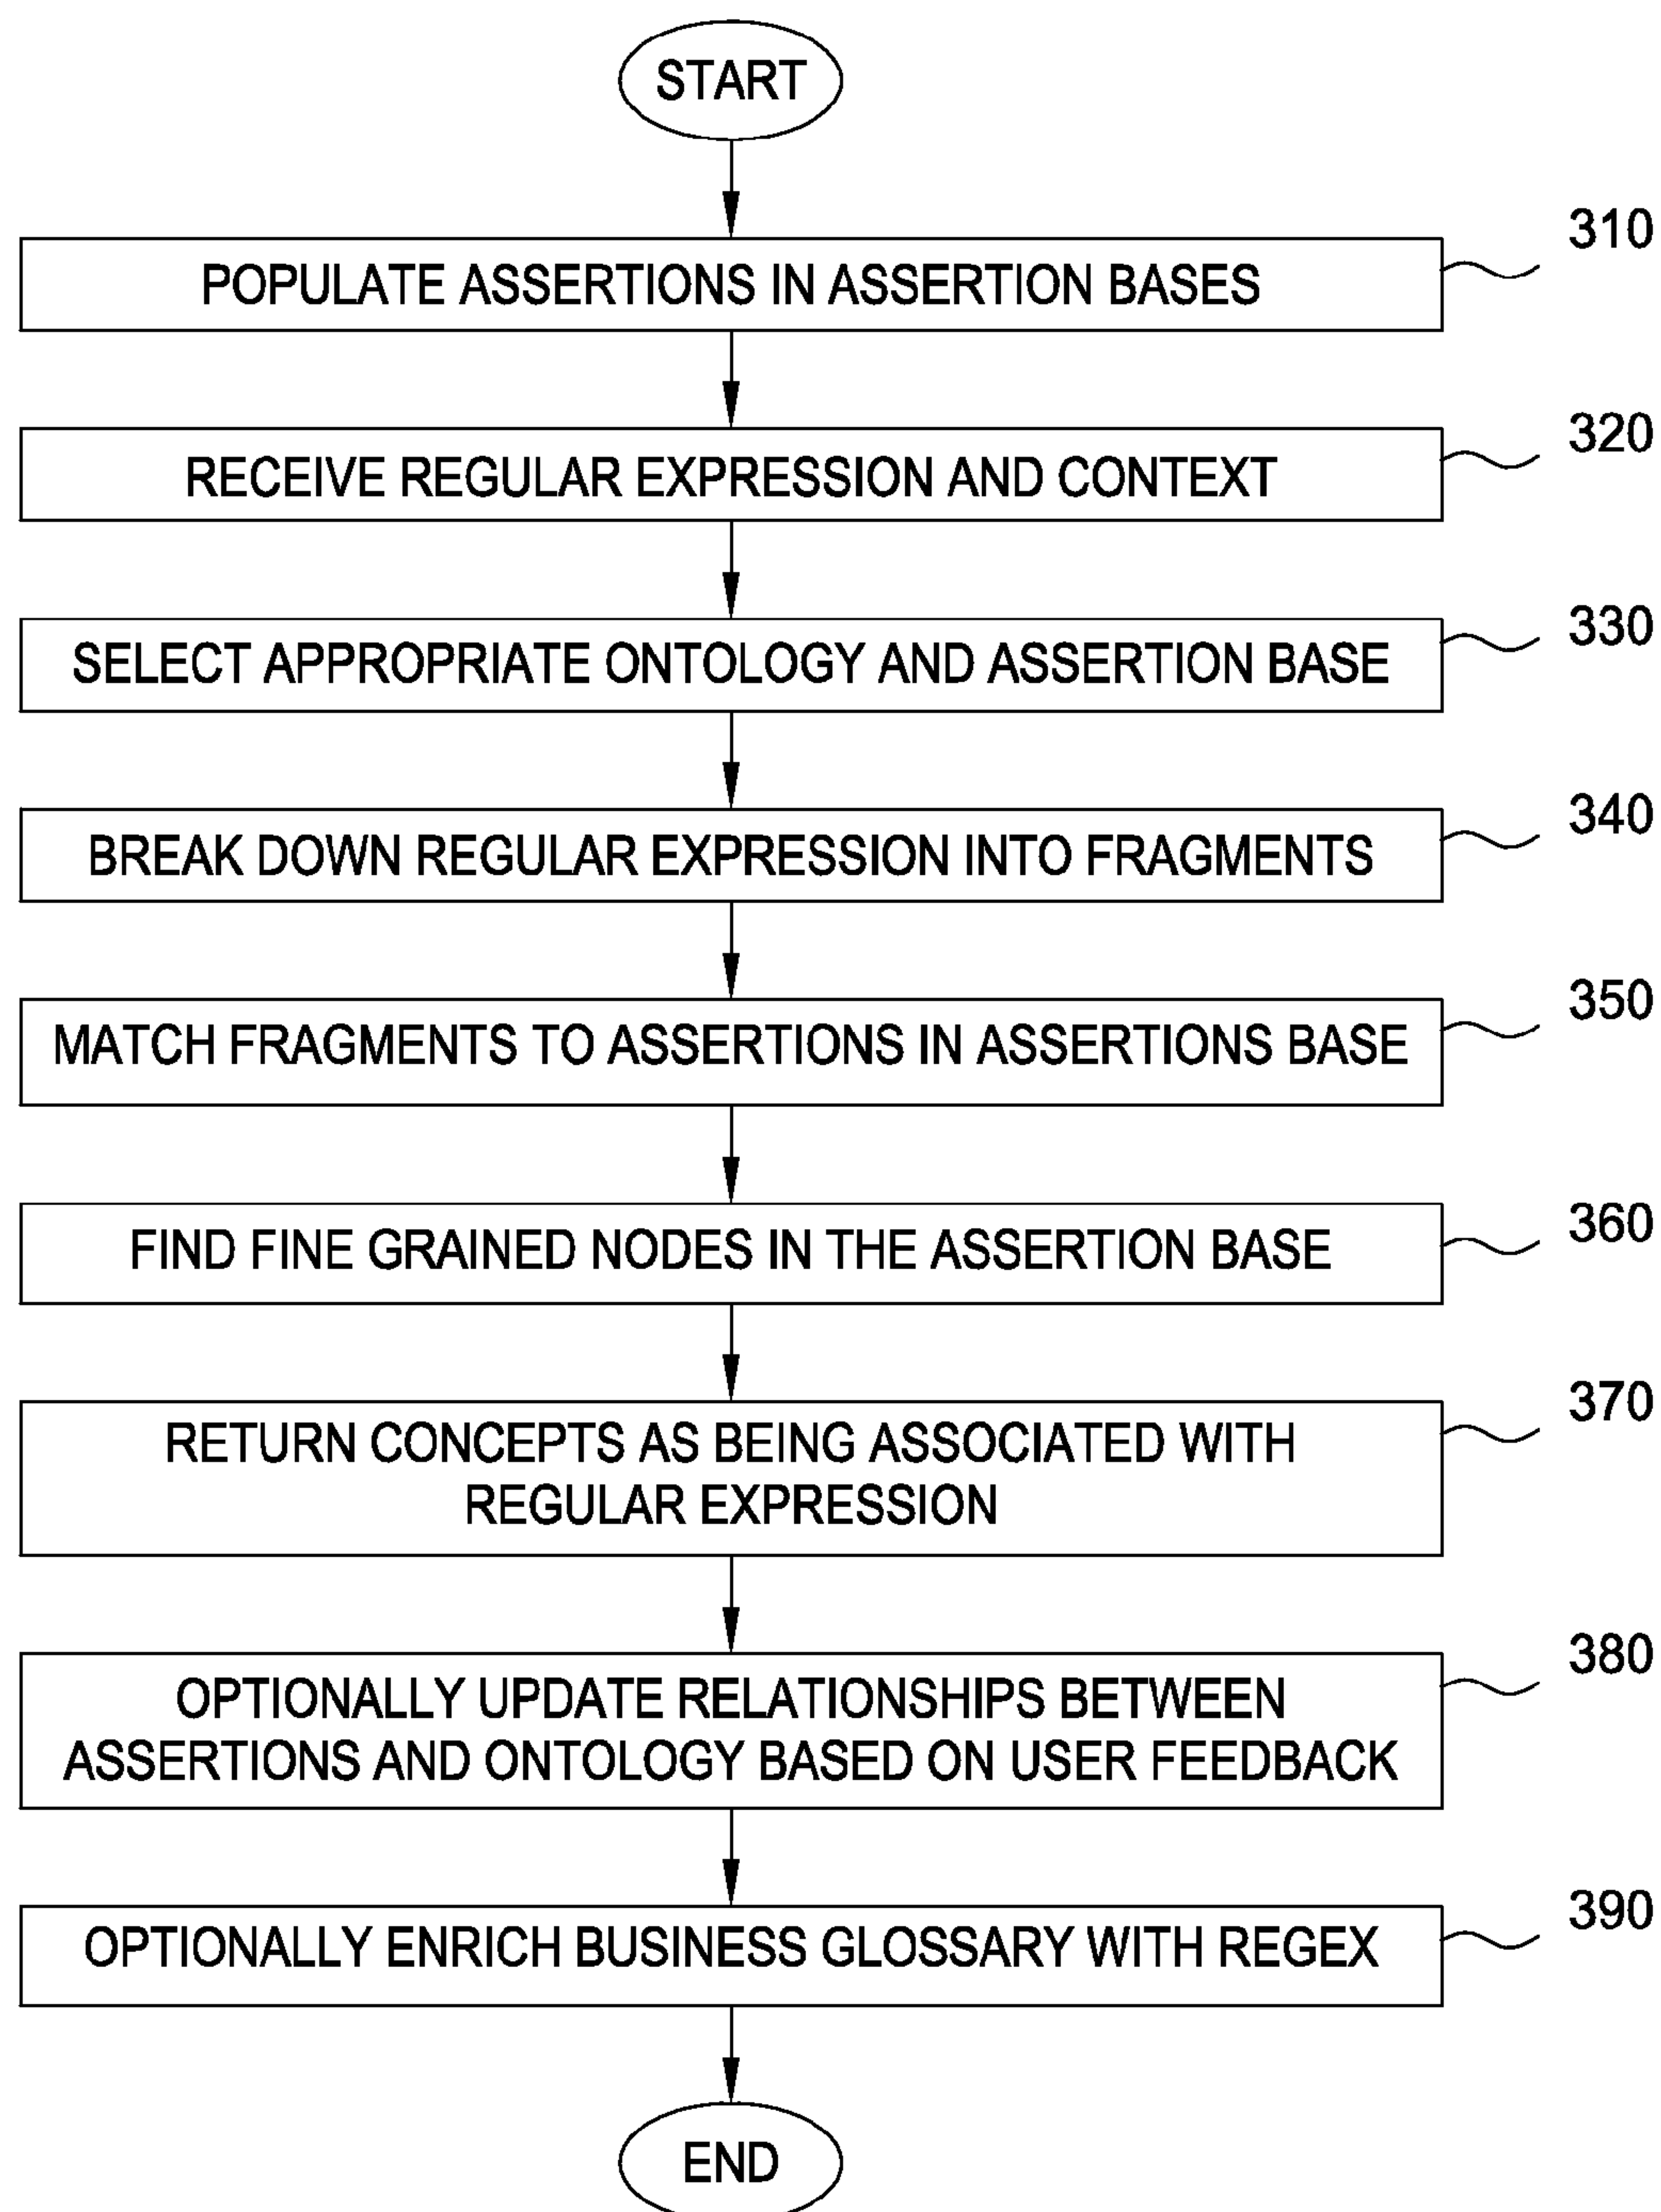 START
310
POPULATE ASSERTIONS IN ASSERTION BASES
320
RECEIVE REGULAR EXPRESSION AND CONTEXT
330
SELECT APPROPRIATE ONTOLOGY AND ASSERTION BASE
340
BREAK DOWN REGULAR EXPRESSION INTO FRAGMENTS
350
MATCH FRAGMENTS TO ASSERTIONS IN ASSERTIONS BASE
360
FIND FINE GRAINED NODES IN THE ASSERTION BASE
370
RETURN CONCEPTS AS BEING ASSOCIATED WITH
REGULAR EXPRESSION
380
OPTIONALLY UPDATE RELATIONSHIPS BETWEEN
ASSERTIONS AND ONTOLOGY BASED ON USER FEEDBACK
390
OPTIONALLY ENRICH BUSINESS GLOSSARY WITH REGEX
END